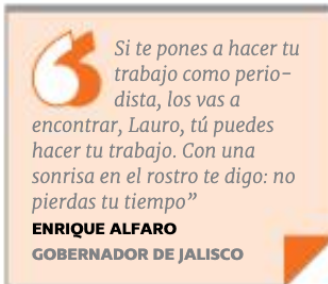 Si te pones a hacer tu
trabajo como perio-
dista, los vas a
encontrar, Lauro, tú puedes
hacer tu trabajo. Con una
sonrisa en el rostro te digo: no
pierdas tu tiempo”
ENRIQUE ALFARO
GOBERNADOR DE JALISCO